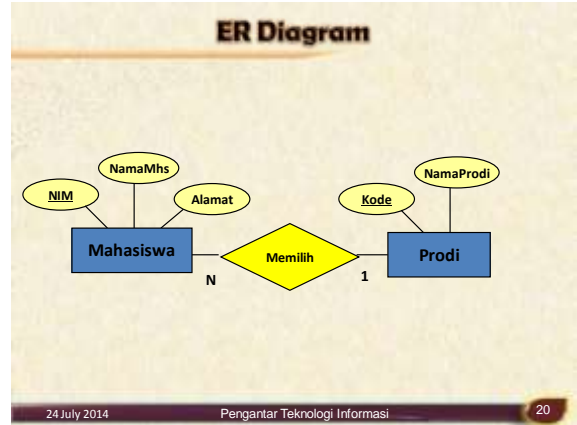 ER Diagram
NamaMhs
NIM
Alamat
NamaProdi
Kode
Mahasiswa
Memilih
Prodi
N
1
24 July 2014
Pengantar Teknologi Informasi
20